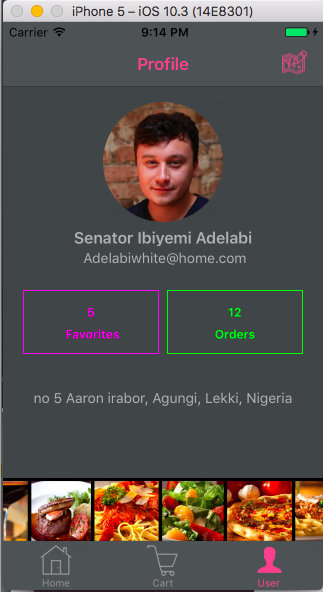 iPhone 5 – iOS 10.3 (14E8301)
Carrier 9:14 PM
Profile
Senator Ibiyemi Adelabi
Adelabiwhite@home.com
5 12
Favorites Orders
no 5 Aaron irabor, Agungi, Lekki, Nigeria
Home Cart User